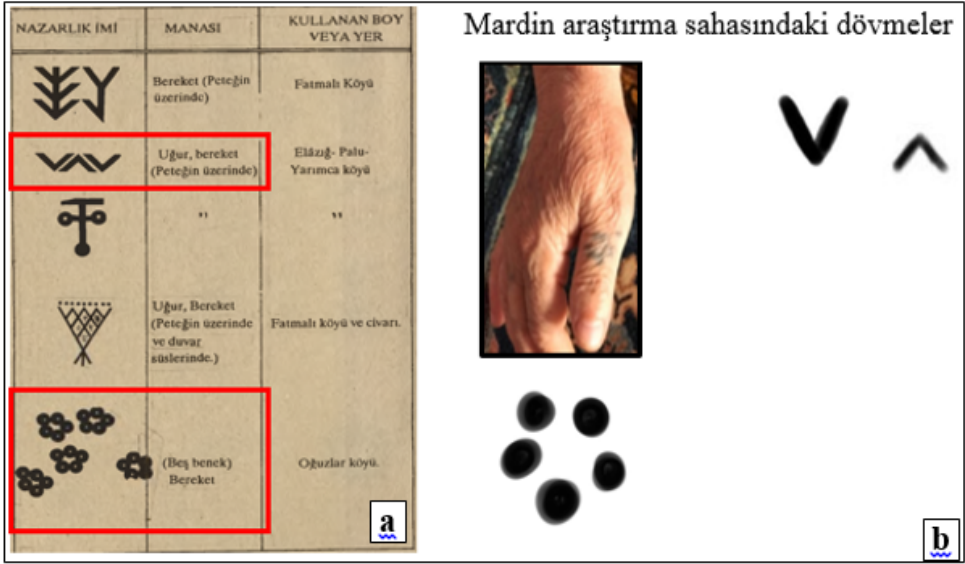 NAZARLIK İMİ
MANASI
KULLANAN BOY
VEYA YER
Bereket (Peteğin
üzerinde)
Fatmalı Köyü
Uğur, bereket
(Peteğin üzerinde)
Elâzığ- Palu-
Yarımca köyü
"
"
Uğur, Bereket
(Peteğin üzerinde
ve duvar
süslerinde.)
Fatmalı köyü ve civarı.
(Beş benek)
Bereket
Oğuzlar köyü.
a
Mardin araştırma sahasındaki dövmeler
b